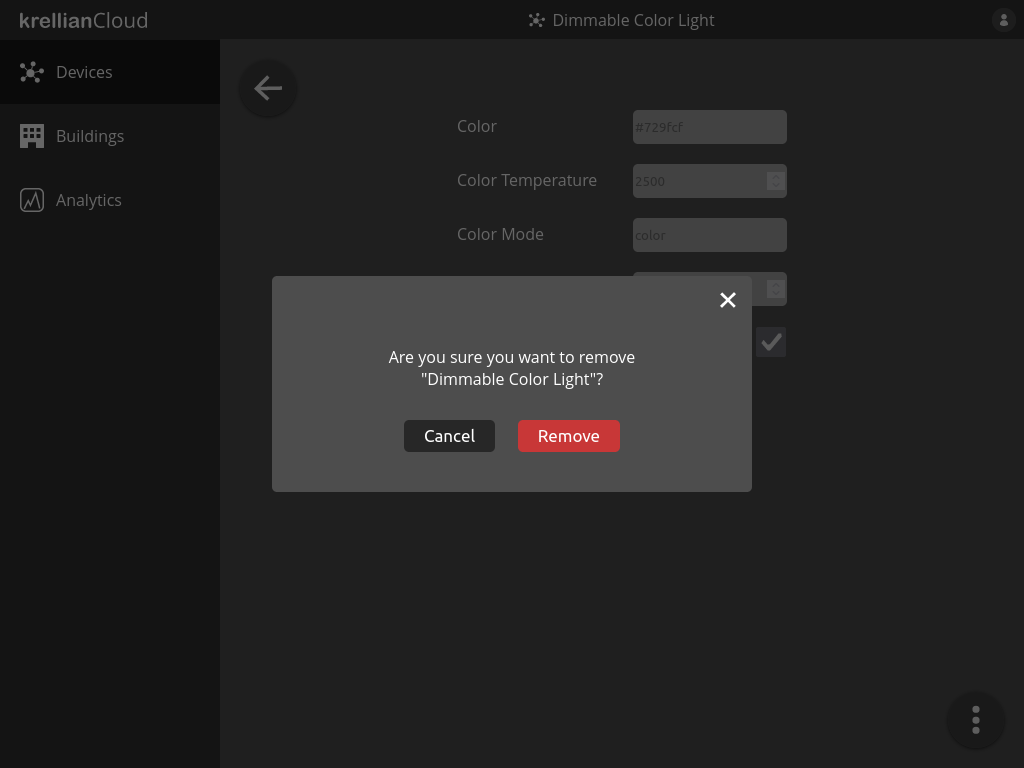 krellianCloud
Dimmable Color Light
Devices
Buildings
Analytics
Color
#729fcf
Color Temperature
2500
Color Mode
color
Are you sure you want to remove
"Dimmable Color Light"?
Cancel
Remove